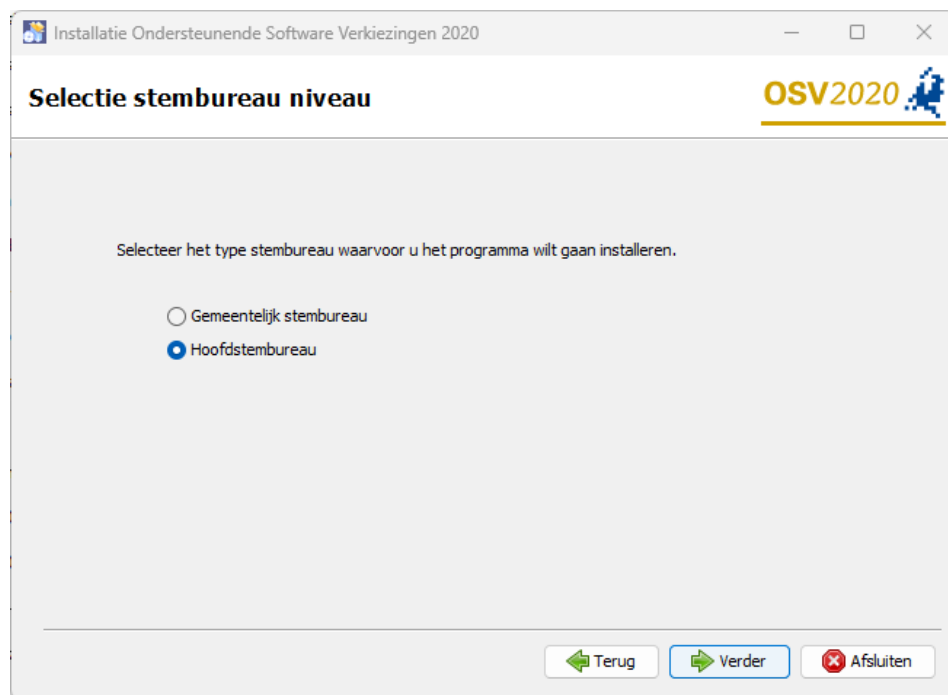 Installatie Ondersteunende Software Verkiezingen 2020
Selectie stembureau niveau
OSV2020
Selecteer het type stembureau waarvoor u het programma wilt gaan installeren.
Gemeentelijk stembureau
Hoofdstembureau
Terug Verder Afsluiten